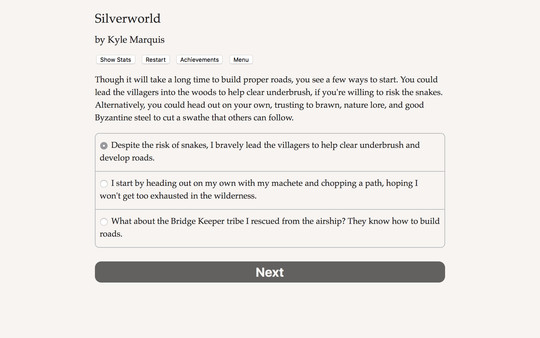 Silverworld
by Kyle Marquis
Show Stats Restart Achievements Menu
Though it will take a long time to build proper roads, you see a few ways to start. You could
lead the villagers into the woods to help clear underbrush, if you're willing to risk the snakes.
Alternatively, you could head out on your own, trusting to brawn, nature lore, and good
Byzantine steel to cut a swathe that others can follow.
Despite the risk of snakes, I bravely lead the villagers to help clear underbrush and
develop roads.
I start by heading out on my own with my machete and chopping a path, hoping I
won't get too exhausted in the wilderness.
What about the Bridge Keeper tribe I rescued from the airship? They know how to build
roads.
Next